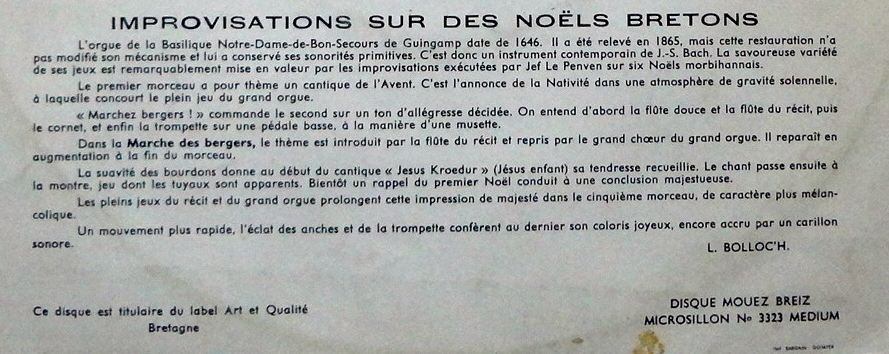 IMPROVISATIONS SUR DES NOËLS BRETONS
L'orgue de la Basilique Notre-Dame-de-Bon-Secours de Guingamp date de 1646. Il a été relevé en 1865, mais cette restauration n'a
pas modifié son mécanisme et lui a conservé ses sonorités primitives. C'est donc un instrument contemporain de J.-S. Bach. La savoureuse variété
de ses jeux est remarquablement mise en valeur par les improvisations exécutées par Jef Le Penven sur six Noëls morbihannais.
Le premier morceau a pour thème un cantique de l'Avent. C'est l'annonce de la Nativité dans une atmosphère de gravité solennelle,
à laquelle concourt le plein jeu du grand orgue.
« Marchez bergers ! » commande le second sur un ton d'allégresse décidée. On entend d'abord la flûte douce et la flûte du récit, puis
le cornet, et enfin la trompette sur une pédale basse, à la manière d'une musette.
Dans la Marche des bergers, le thème est introduit par la flûte du récit et repris par le grand chœur du grand orgue. Il reparaît en
augmentation à la fin du morceau.
La suavité des bourdons donne au début du cantique « Jesus Kroedur » (Jésus enfant) sa tendresse recueillie. Le chant passe ensuite à
la montre, jeu dont les tuyaux sont apparents. Bientôt un rappel du premier Noël conduit à une conclusion majestueuse.
Les pleins jeux du récit et du grand orgue prolongent cette impression de majesté dans le cinquième morceau, de caractère plus mélan-
colique.
Un mouvement plus rapide, l'éclat des anches et de la trompette confèrent au dernier son coloris joyeux, encore accru par un carillon
sonore.
L. BOLLOC'H.
Ce disque est titulaire du label Art et Qualité
Bretagne
DISQUE MOUEZ BREIZ
MICROSILLON No 3323 MEDIUM